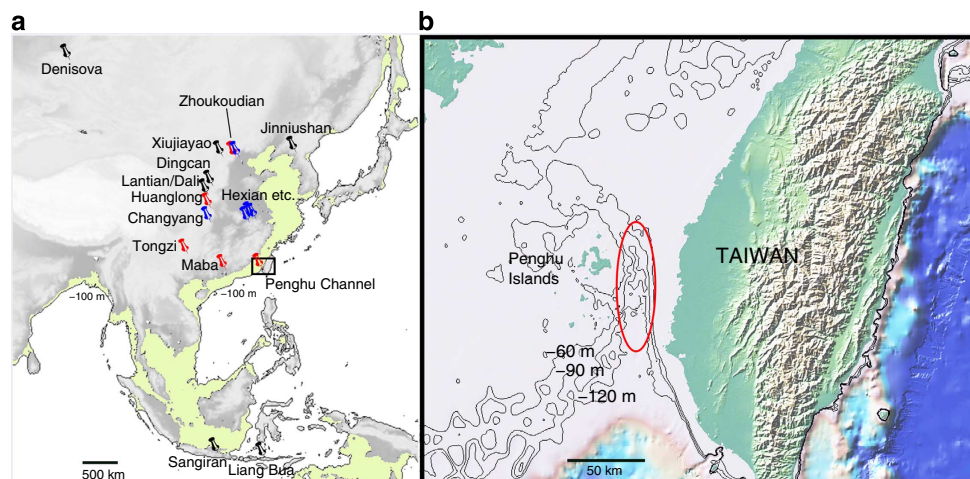 a
Denisova
Zhoukoudian
Jinniushan
Xiujiayao
Dingcan
Lantian/Dali
Huanglong
Hexian etc.
Changyang
Tongzi
Maba
Penghu Channel
−100 m
−100 m
Sangiran
Liang Bua
500 km
b
TAIWAN
Penghu
Islands
−60 m
−90 m
−120 m
50 km